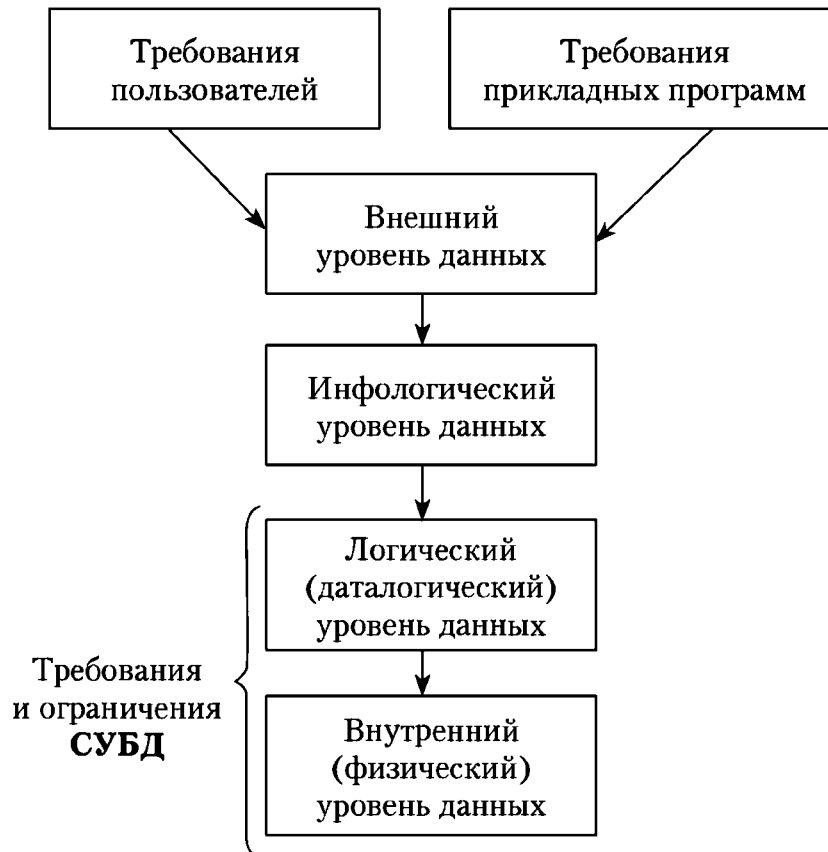 Требования
пользователей
Требования
прикладных программ
Внешний
уровень данных
Инфологический
уровень данных
Логический
(даталогический)
уровень данных
Требования
и ограничения
СУБД
Внутренний
(физический)
уровень данных